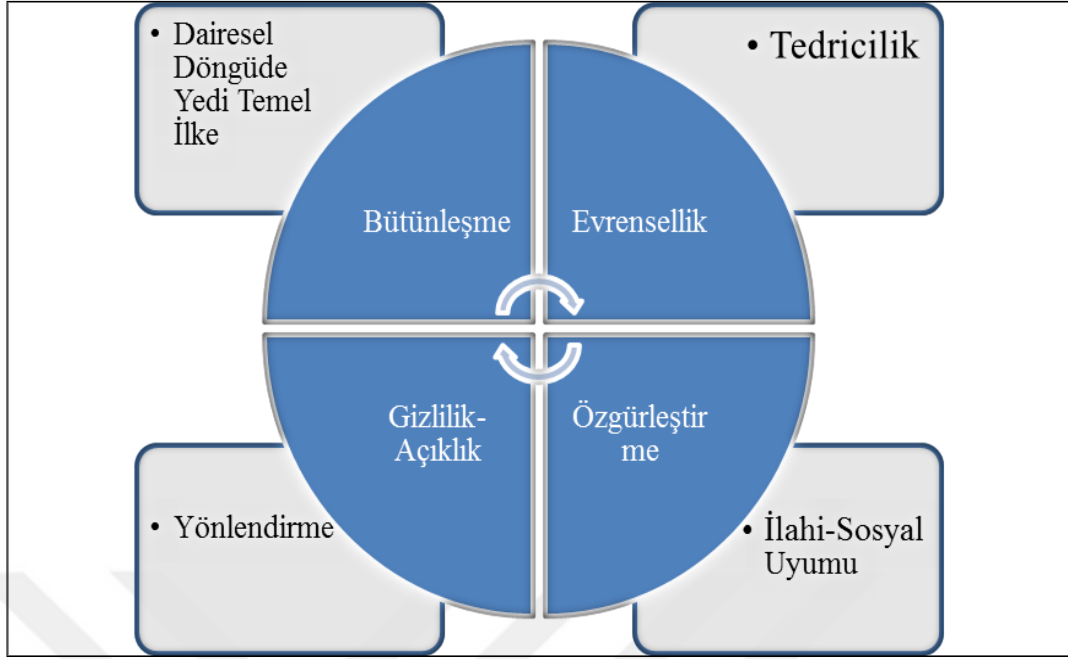 • Dairesel
Döngüde
Yedi Temel
İlke
• Tedricilik
Bütünleşme
Evrensellik
Gizlilik-
Açıklık
Özgürleştir
me
• Yönlendirme
• İlahi-Sosyal
Uyumu